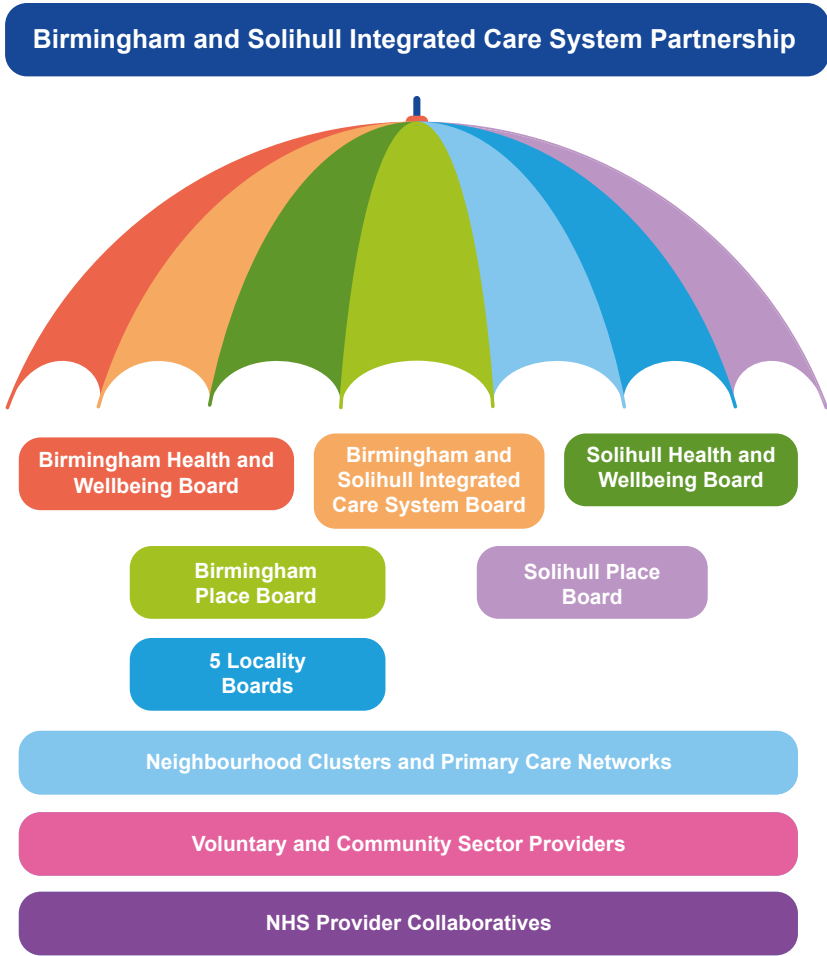 Birmingham and Solihull Integrated Care System Partnership
Birmingham Health and
Wellbeing Board
Birmingham and
Solihull Integrated
Care System Board
Solihull Health and
Wellbeing Board
Birmingham
Place Board
Solihull Place
Board
5 Locality
Boards
Neighbourhood Clusters and Primary Care Networks
Voluntary and Community Sector Providers
NHS Provider Collaboratives